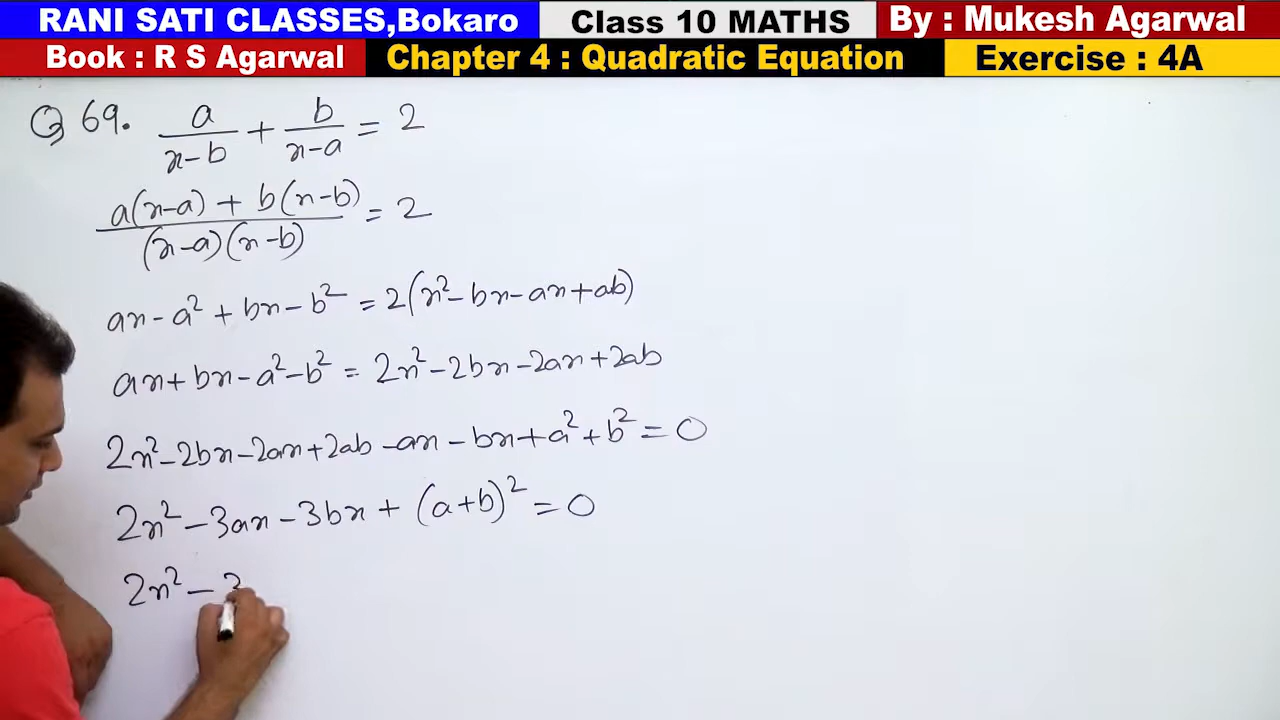 RANI SATI CLASSES,Bokaro Class 10 MATHS By : Mukesh Agarwal
Book : R S Agarwal Chapter 4 : Quadratic Equation Exercise : 4A
Q 69. a/(x-b) + b/(x-a) = 2
(a(x-a) + b(x-b))/((x-a)(x-b)) = 2
ax - a² + bx - b² = 2(x² - bx - ax + ab)
ax + bx - a² - b² = 2x² - 2bx - 2ax + 2ab
2x² - 2bx - 2ax + 2ab - ax - bx + a² + b² = 0
2x² - 3ax - 3bx + (a+b)² = 0
2x² - 3